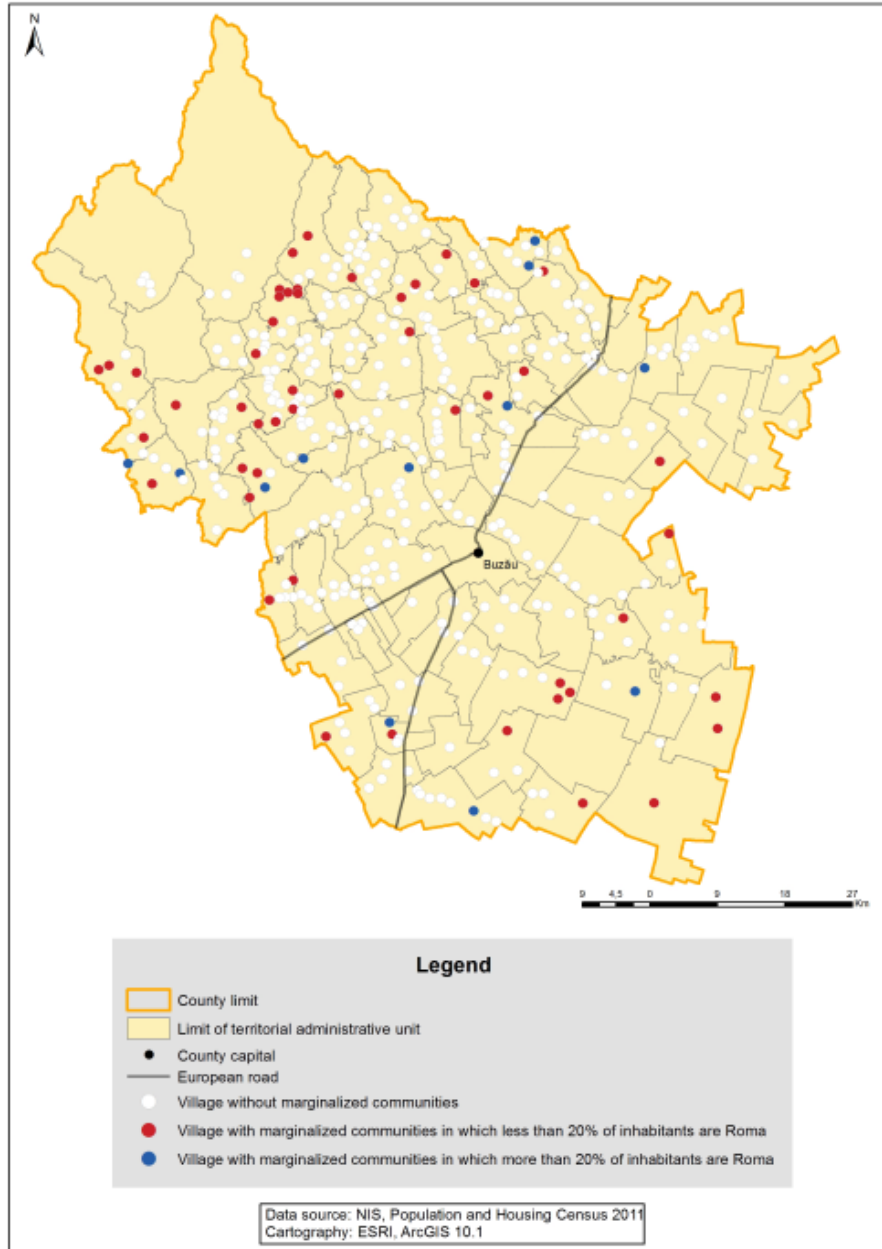 N
Buzău
9 4,5 0 9 18 27
Km
Legend
County limit
Limit of territorial administrative unit
County capital
European road
Village without marginalized communities
Village with marginalized communities in which less than 20% of inhabitants are Roma
Village with marginalized communities in which more than 20% of inhabitants are Roma
Data source: NIS, Population and Housing Census 2011
Cartography: ESRI, ArcGIS 10.1